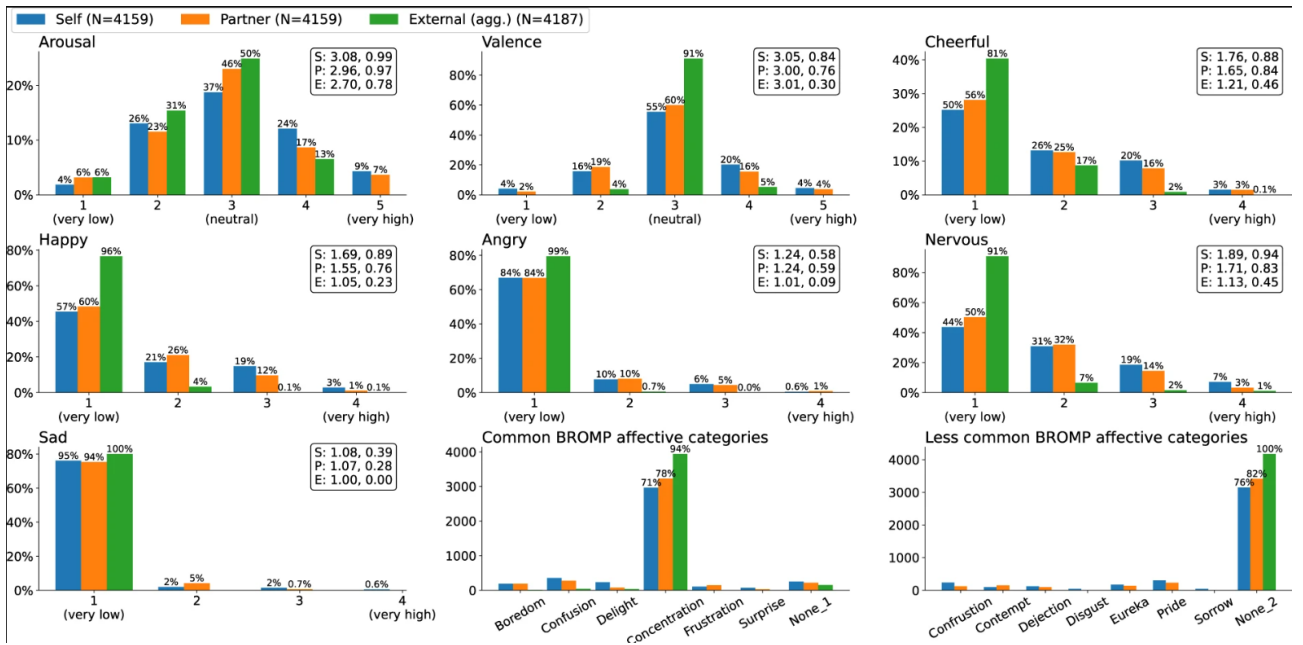 Self (N=4159) Partner (N=4159) External (agg.) (N=4187)
Arousal
S: 3.08, 0.99
P: 2.96, 0.97
E: 2.70, 0.78
20%
10%
0%
4% 6% 6%
26% 23% 31%
37% 46% 50%
24% 17% 13%
9% 7%
1 2 3 4 5
(very low) (neutral) (very high)
Valence
S: 3.05, 0.84
P: 3.00, 0.76
E: 3.01, 0.30
80%
60%
40%
20%
0%
4% 2%
16% 19% 4%
55% 60% 91%
20% 16% 5%
4% 4%
1 2 3 4 5
(very low) (neutral) (very high)
Cheerful
S: 1.76, 0.88
P: 1.65, 0.84
E: 1.21, 0.46
40%
30%
20%
10%
0%
50% 56% 81%
26% 25% 17%
20% 16% 2%
3% 3% 0.1%
1 2 3 4
(very low) (very high)
Happy
S: 1.69, 0.89
P: 1.55, 0.76
E: 1.05, 0.23
80%
60%
40%
20%
0%
57% 60% 96%
21% 26% 4%
19% 12% 0.1%
3% 1% 0.1%
1 2 3 4
(very low) (very high)
Angry
S: 1.24, 0.58
P: 1.24, 0.59
E: 1.01, 0.09
80%
60%
40%
20%
0%
84% 84% 99%
10% 10% 0.7%
6% 5% 0.0%
0.6% 1%
1 2 3 4
(very low) (very high)
Nervous
S: 1.89, 0.94
P: 1.71, 0.83
E: 1.13, 0.45
80%
60%
40%
20%
0%
44% 50% 91%
31% 32% 7%
19% 14% 2%
7% 3% 1%
1 2 3 4
(very low) (very high)
Sad
S: 1.08, 0.39
P: 1.07, 0.28
E: 1.00, 0.00
80%
60%
40%
20%
0%
95% 94% 100%
2% 5%
2% 0.7%
0.6%
1 2 3 4
(very low) (very high)
Common BROMP affective categories
4000
3000
2000
1000
0
71% 78% 94%
Boredom
Confusion
Delight
Concentration
Frustration
Surprise
None_1
Less common BROMP affective categories
4000
3000
2000
1000
0
76% 82% 100%
Confrustion
Contempt
Dejection
Disgust
Eureka
Pride
Sorrow
None_2